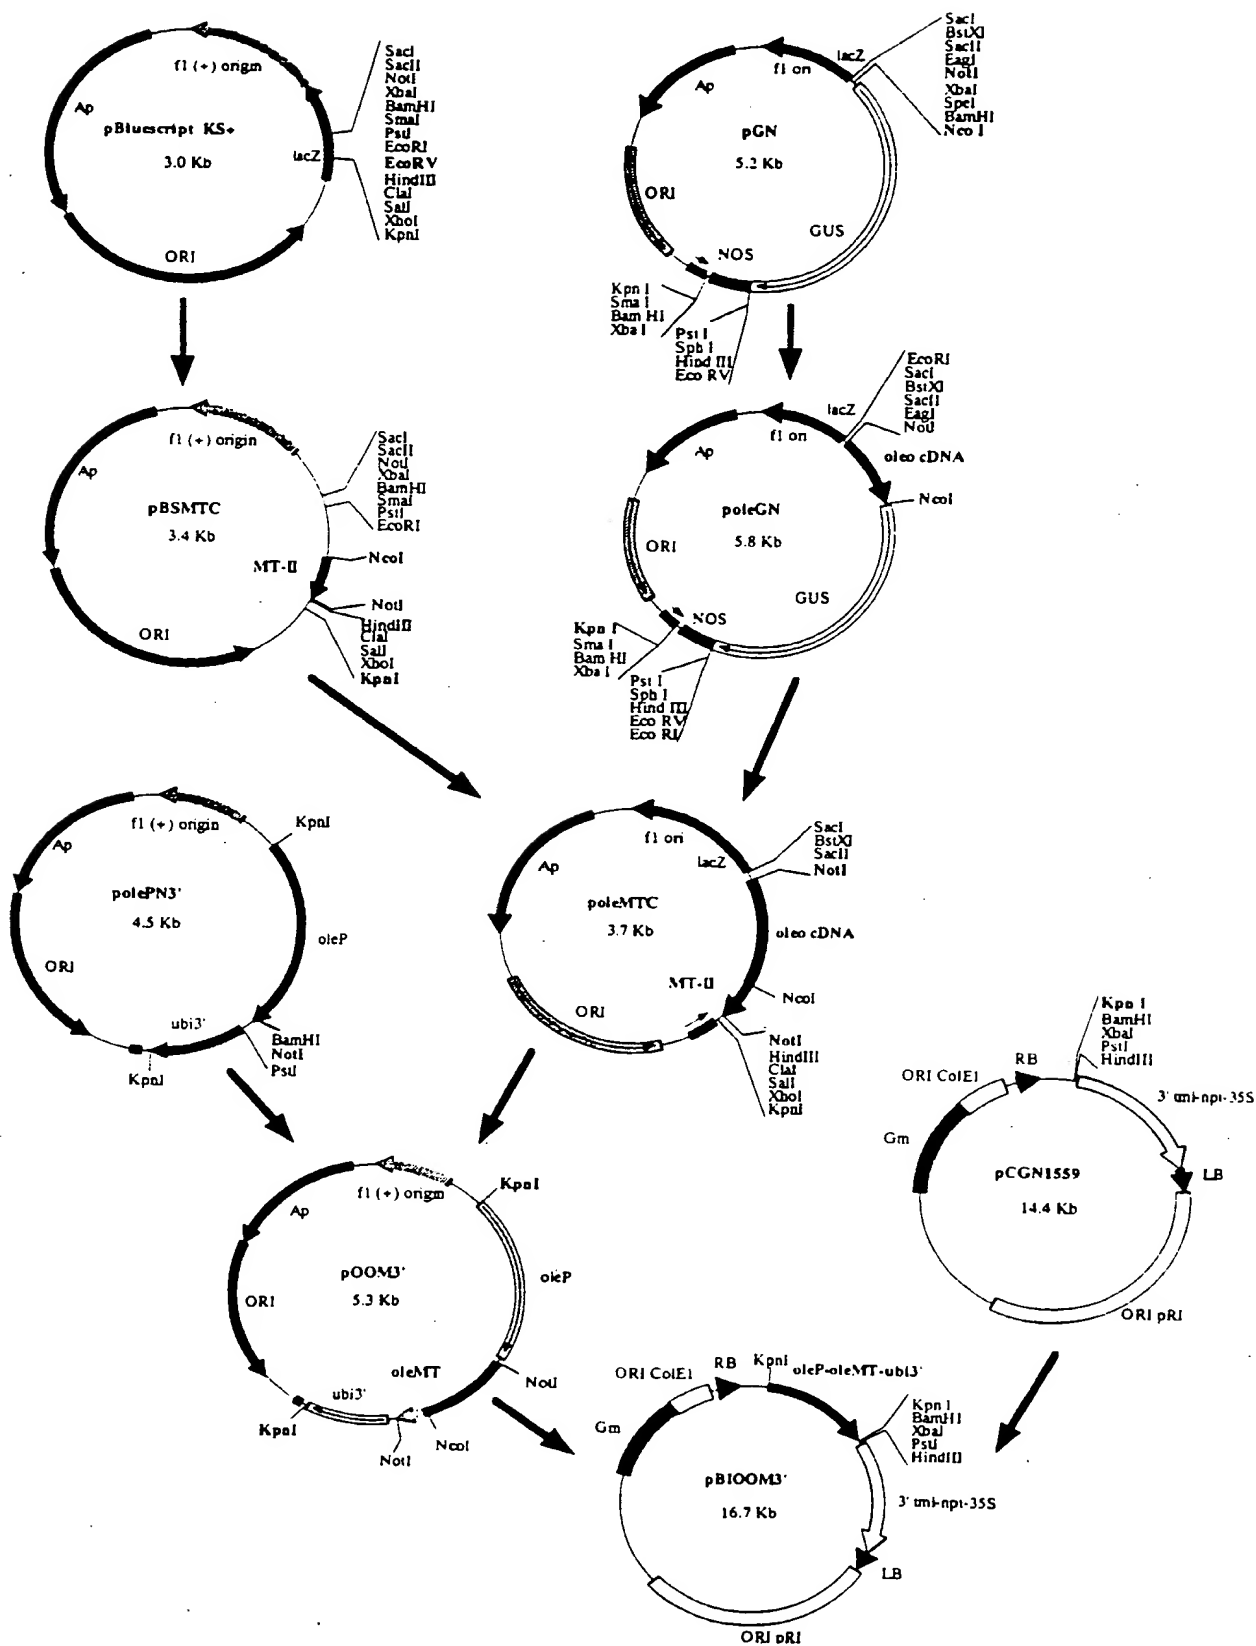 f1 (+) origin
Ap
pBluescript KS+
3.0 Kb
lacZ
ORI
SacI
SacII
NotI
XbaI
BamHI
SmaI
PstI
EcoRI
EcoRV
HindIII
ClaI
SalI
XhoI
KpnI
f1 ori
lacZ
Ap
pGN
5.2 Kb
ORI
GUS
NOS
SacI
BstXI
SacII
EagI
NotI
XbaI
SpeI
BamHI
Nco I
Kpn I
Sma I
Bam HI
Xba I
Pst I
Sph I
Hind III
Eco RV
f1 (+) origin
Ap
pBSMTC
3.4 Kb
MT-II
ORI
SacI
SacII
NotI
XbaI
BamHI
SmaI
PstI
EcoRI
NcoI
NotI
HindIII
ClaI
SalI
XhoI
KpnI
lacZ
f1 ori
Ap
poleGN
5.8 Kb
ORI
GUS
NOS
EcoRI
SacI
BstXI
SacII
EagI
NotI
oleo cDNA
NcoI
Kpn I
Sma I
Bam HI
Xba I
Pst I
Sph I
Hind III
Eco RV
Eco RI
f1 (+) origin
KpnI
Ap
polePN3'
4.5 Kb
oleP
ORI
ubi3'
BamHI
NotI
PstI
KpnI
f1 ori
lacZ
Ap
poleMTC
3.7 Kb
SacI
BstXI
SacII
NotI
oleo cDNA
MT-II
NcoI
ORI
NotI
HindIII
ClaI
SalI
XhoI
KpnI
Kpn I
BamHI
XbaI
PstI
HindIII
RB
ORI ColE1
3' tml-npt-35S
Gm
pCGN1559
14.4 Kb
LB
ORI pRI
f1 (+) origin
KpnI
Ap
pOOM3'
5.3 Kb
oleP
ORI
oleMT
NotI
ubi3'
KpnI
NotI
NcoI
ORI ColE1
RB
KpnI
oleP-oleMT-ubi3'
Kpn I
BamHI
XbaI
PstI
HindIII
Gm
pBIOOM3'
16.7 Kb
3' tml-npt-35S
LB
ORI pRI